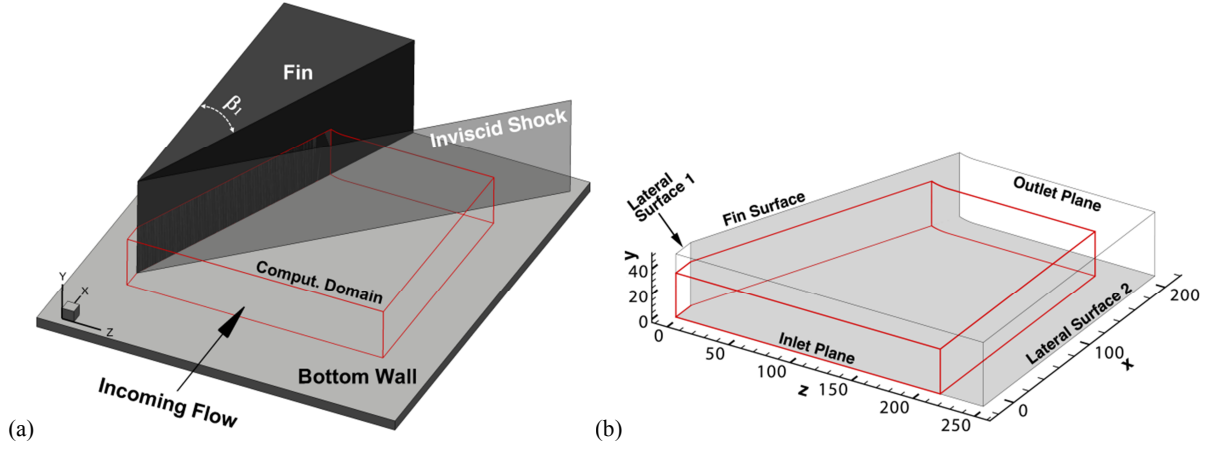 Fin
β1
Inviscid Shock
Comput. Domain
Y
X
Z
Incoming Flow
Bottom Wall
(a)
Lateral
Surface 1
Fin Surface
Outlet Plane
y
40
20
0
Inlet Plane
Lateral Surface 2
0
50
100
150
200
250
z
0
100
200
x
(b)